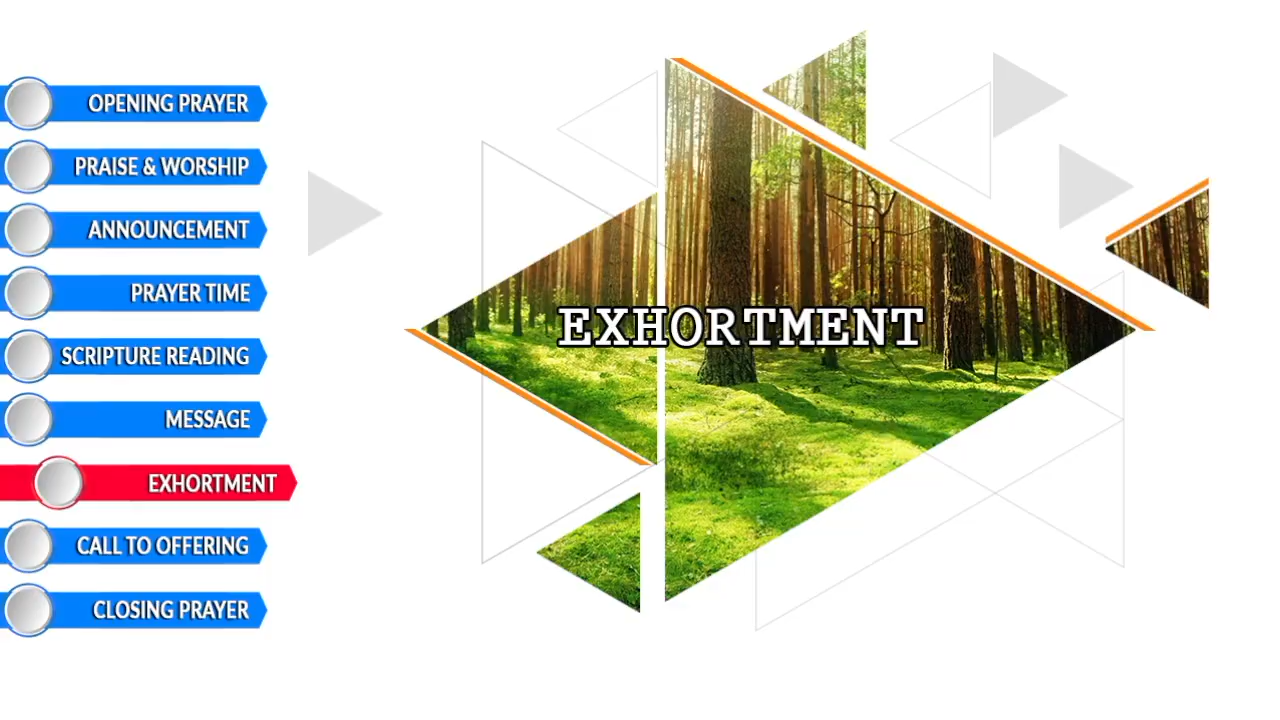 OPENING PRAYER
PRAISE & WORSHIP
ANNOUNCEMENT
PRAYER TIME
SCRIPTURE READING
MESSAGE
EXHORTMENT
CALL TO OFFERING
CLOSING PRAYER
EXHORTMENT